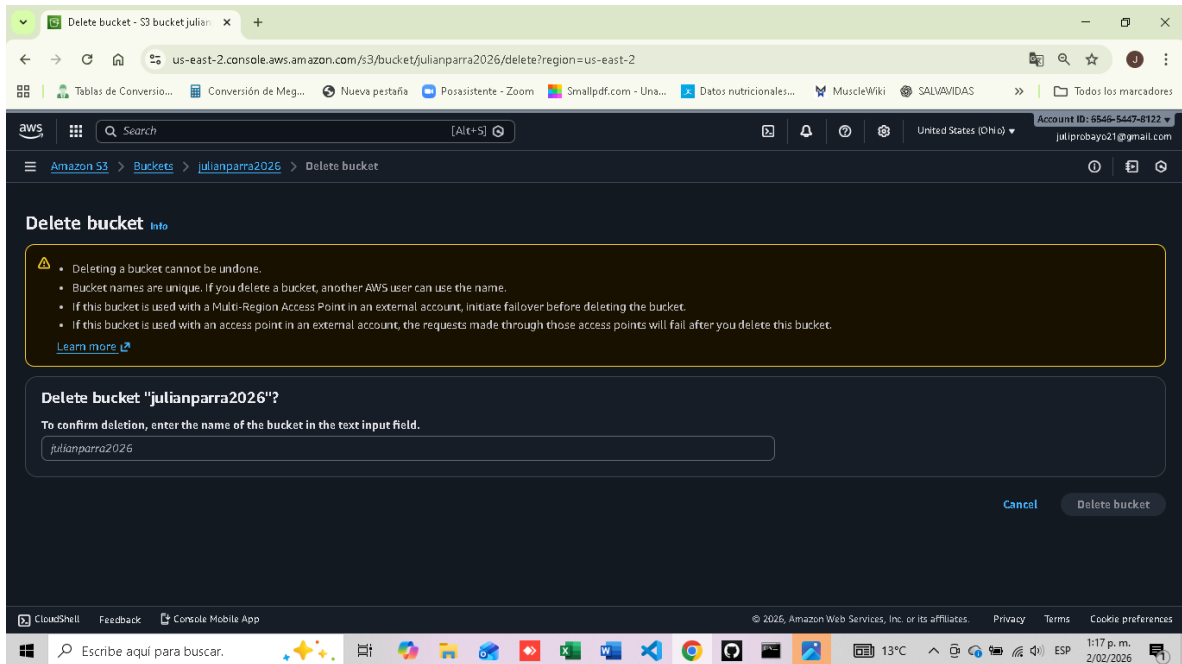 Delete bucket - S3 bucket julian
us-east-2.console.aws.amazon.com/s3/bucket/julianparra2026/delete?region=us-east-2
J
Tablas de Conversio... Conversión de Meg... Nueva pestaña Posasistente - Zoom Smallpdf.com - Una... Datos nutricionales... MuscleWiki SALVAVIDAS » Todos los marcadores
aws Search [Alt+S] United States (Ohio) Account ID: 6546-5447-8122
juliprobayo21@gmail.com
Amazon S3 > Buckets > julianparra2026 > Delete bucket
Delete bucket Info
• Deleting a bucket cannot be undone.
• Bucket names are unique. If you delete a bucket, another AWS user can use the name.
• If this bucket is used with a Multi-Region Access Point in an external account, initiate failover before deleting the bucket.
• If this bucket is used with an access point in an external account, the requests made through those access points will fail after you delete this bucket.
Learn more
Delete bucket "julianparra2026"?
To confirm deletion, enter the name of the bucket in the text input field.
julianparra2026
Cancel Delete bucket
CloudShell Feedback Console Mobile App © 2026, Amazon Web Services, Inc. or its affiliates. Privacy Terms Cookie preferences
Escribe aquí para buscar. 13°C ESP 1:17 p. m.
2/02/2026